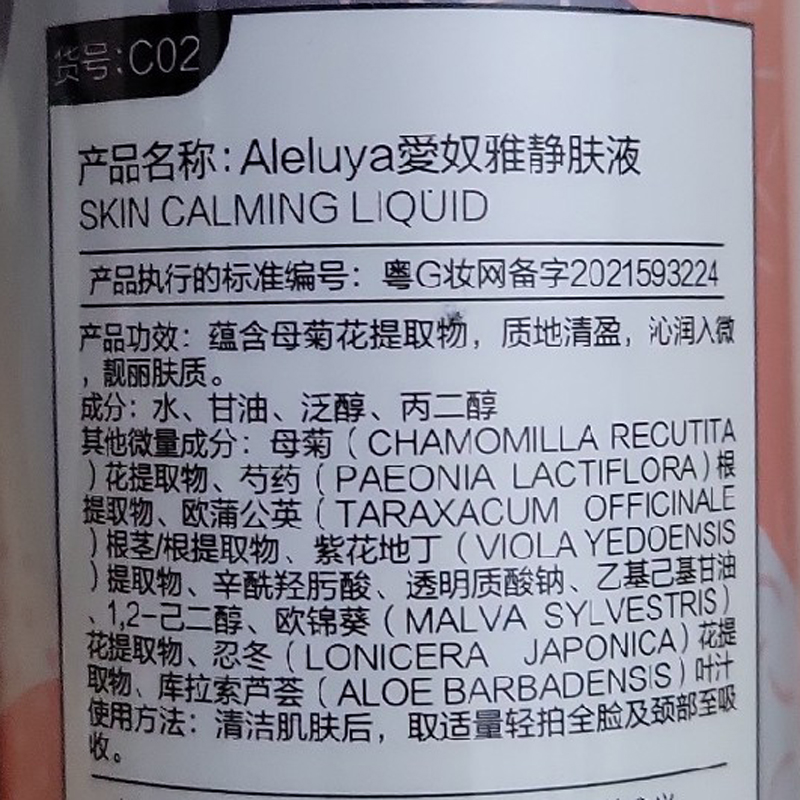 货号:C02
产品名称:Aleluya愛奴雅静肤液
SKIN CALMING LIQUID
产品执行的标准编号:粤G妆网备字2021593224
产品功效:蕴含母菊花提取物,质地清盈,沁润入微
,靓丽肤质。
成分:水、甘油、泛醇、丙二醇
其他微量成分:母菊(CHAMOMILLA RECUTITA
)花提取物、芍药(PAEONIA LACTIFLORA)根
提取物、欧蒲公英(TARAXACUM OFFICINALE
)根茎/根提取物、紫花地丁(VIOLA YEDOENSIS
)提取物、辛酰羟肟酸、透明质酸钠、乙基己基甘油
、1,2-己二醇、欧锦葵(MALVA SYLVESTRIS)
花提取物、忍冬(LONICERA JAPONICA)花提
取物、库拉索芦荟(ALOE BARBADENSIS)叶汁
使用方法:清洁肌肤后,取适量轻拍全脸及颈部至吸
收。